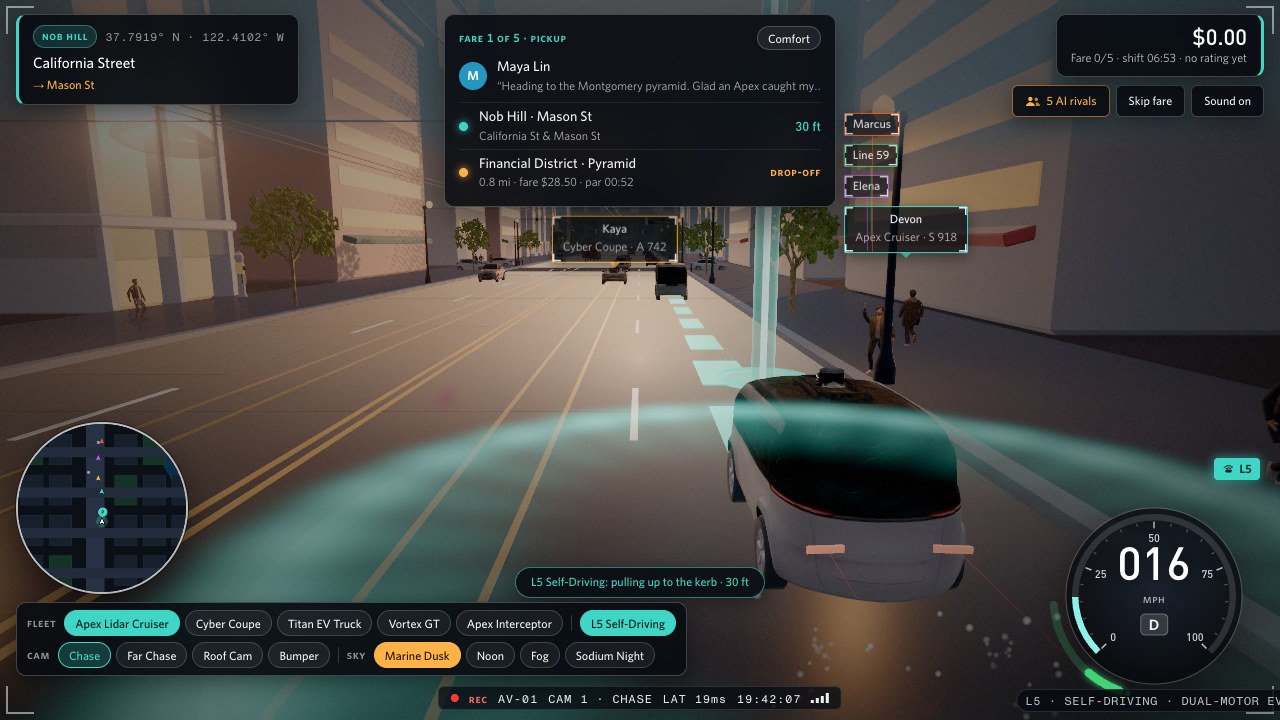 NOB HILL 37.7919° N · 122.4102° W
California Street
→ Mason St
FARE 1 OF 5 · PICKUP
Comfort
M
Maya Lin
"Heading to the Montgomery pyramid. Glad an Apex caught my..
Nob Hill · Mason St
California St & Mason St
30 ft
Financial District · Pyramid
0.8 mi · fare $28.50 · par 00:52
DROP-OFF
$0.00
Fare 0/5 · shift 06:53 · no rating yet
5 AI rivals
Skip fare
Sound on
Marcus
Line 59
Elena
Devon
Apex Cruiser · S 918
Kaya
Cyber Coupe · A 742
L5
L5 Self-Driving: pulling up to the kerb · 30 ft
FLEET Apex Lidar Cruiser Cyber Coupe Titan EV Truck Vortex GT Apex Interceptor L5 Self-Driving
CAM Chase Far Chase Roof Cam Bumper SKY Marine Dusk Noon Fog Sodium Night
50
25
75
016
MPH
D
0
100
REC AV-01 CAM 1 · CHASE LAT 19ms 19:42:07
L5 · SELF-DRIVING · DUAL-MOTOR